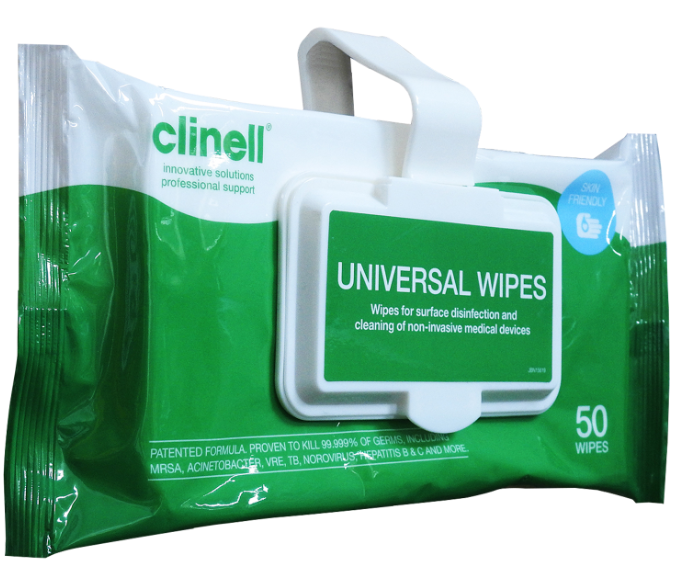 clinell®
innovative solutions
professional support
SKIN
FRIENDLY
UNIVERSAL WIPES
Wipes for surface disinfection and
cleaning of non-invasive medical devices
50
WIPES
PATENTED FORMULA. PROVEN TO KILL 99.999% OF GERMS, INCLUDING
MRSA, ACINETOBACTER, VRE, TB, NOROVIRUS, HEPATITIS B & C AND MORE.